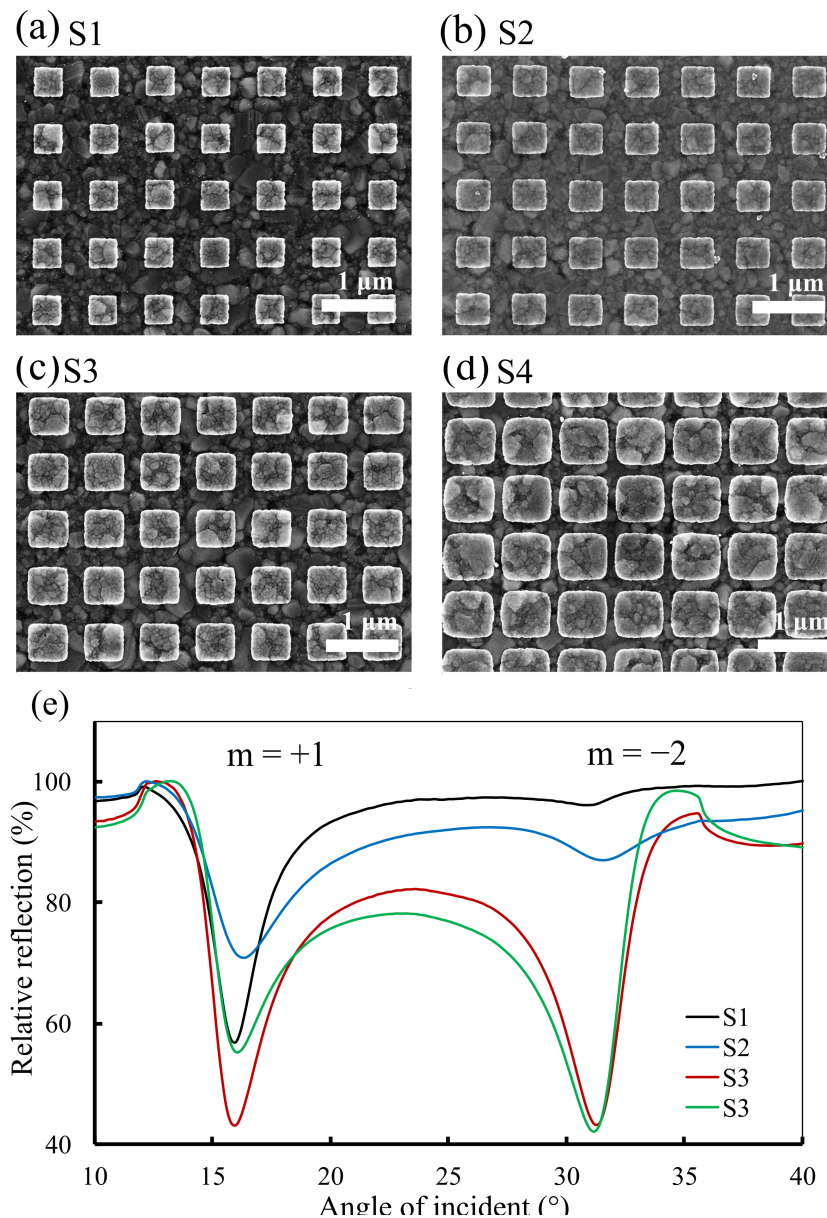 (a) S1
(b) S2
1 µm
1 µm
(c) S3
(d) S4
1 µm
1 µm
(e)
m = +1
m = −2
100
80
60
40
Relative reflection (%)
S1
S2
S3
S3
10
15
20
25
31
35
40
Angle of incident (°)